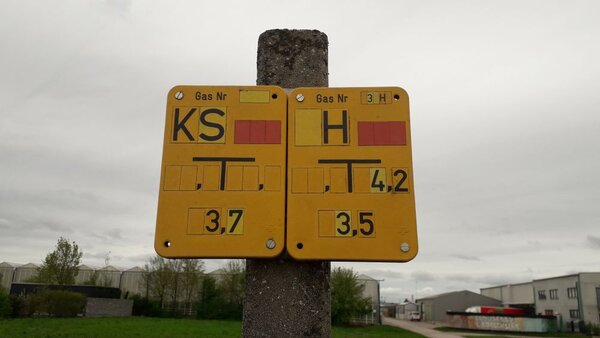 Gas Nr
KS
, ,
3,7
Gas Nr 3 H
H
, 4,2
3,5